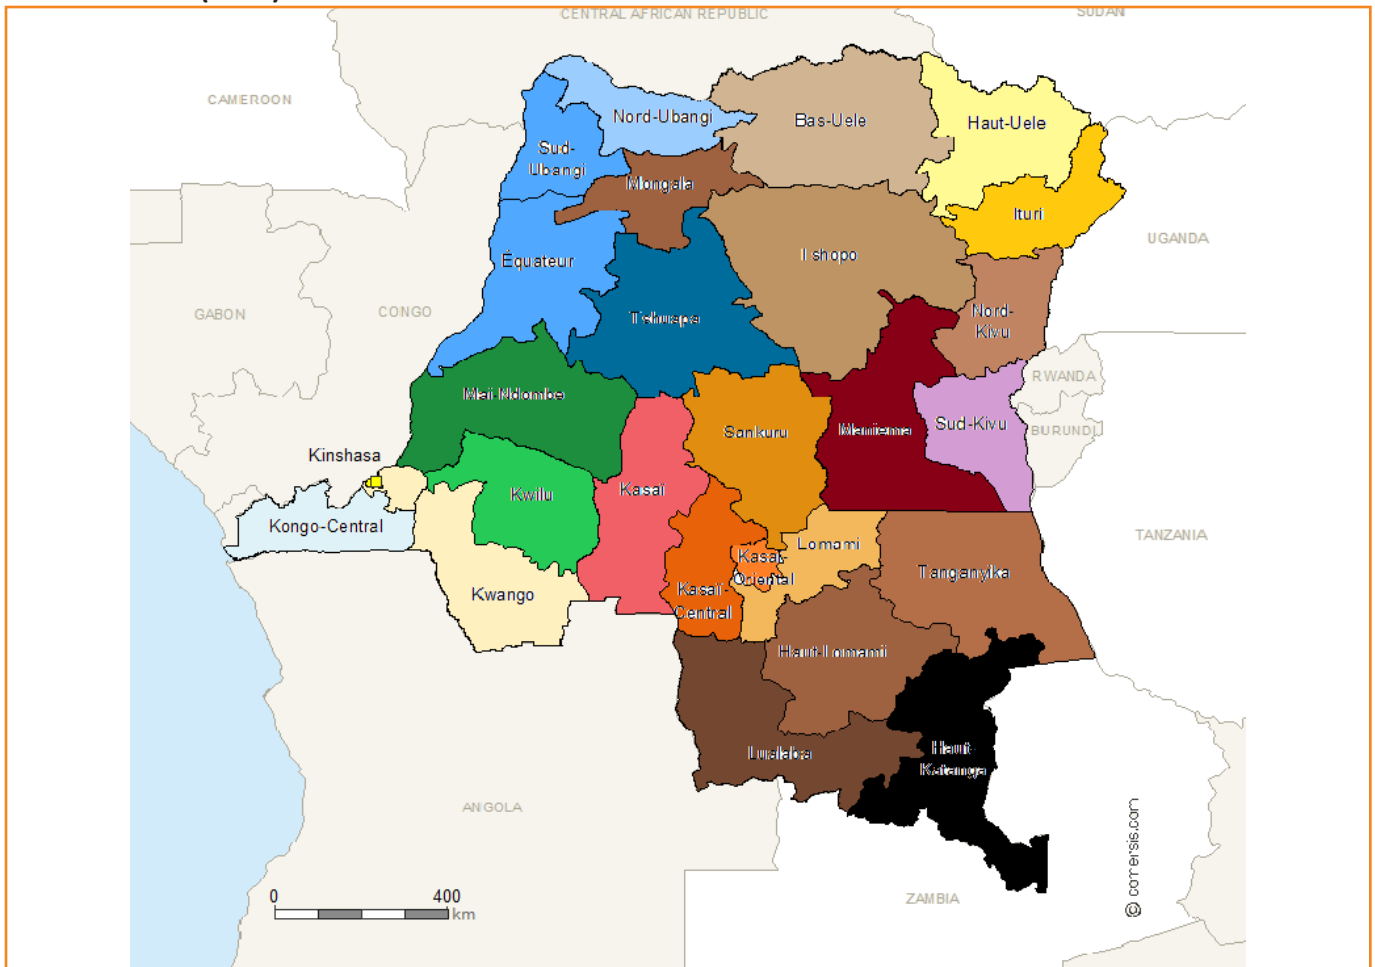 CENTRAL AFRICAN REPUBLIC
SUDAN
CAMEROON
Nord-Ubangi
Bas-Uele
Haut-Uele
Sud-
Ubangi
Mongala
Ituri
UGANDA
Équateur
Tshopo
GABON
CONGO
Tshuapa
Nord-
Kivu
RWANDA
Maï-Ndombe
Sankuru
Maniema
Sud-Kivu
BURUNDI
Kinshasa
Kwilu
Kasaï
Kongo-Central
Lomami
TANZANIA
Kasaï-
Oriental
Tanganyika
Kwango
Kasaï-
Central
Haut-Lomami
Lualaba
Haut-
Katanga
ANGOLA
ZAMBIA
0 400
km
© comersis.com